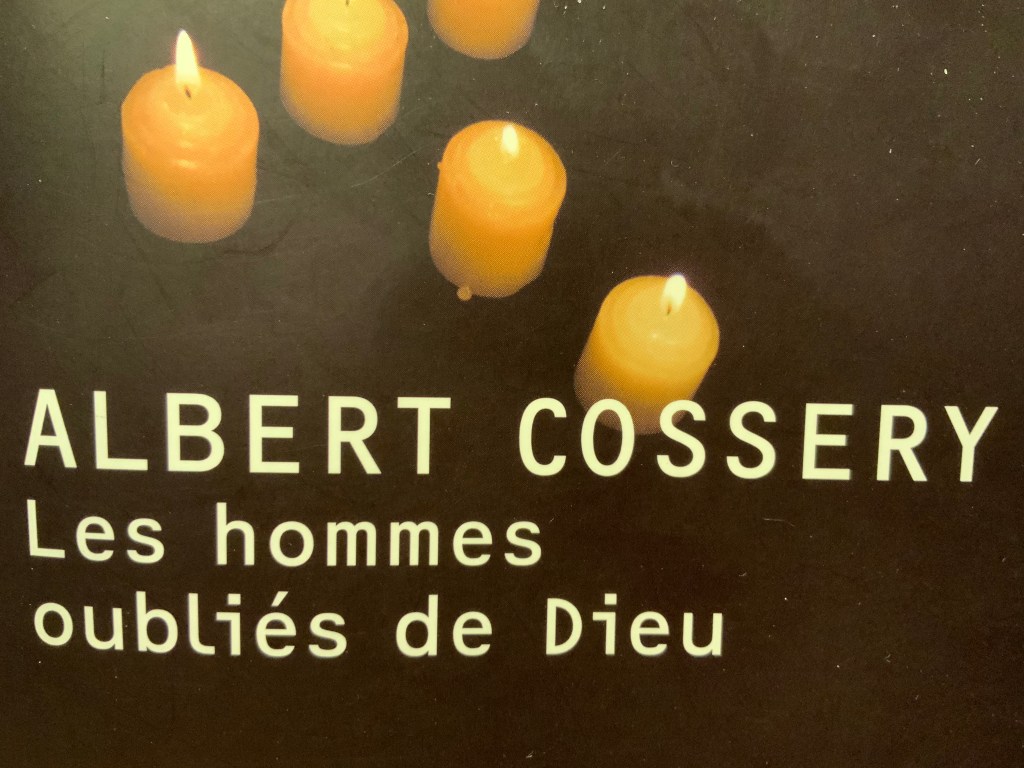 ALBERT COSSERY
Les hommes
oubliés de Dieu